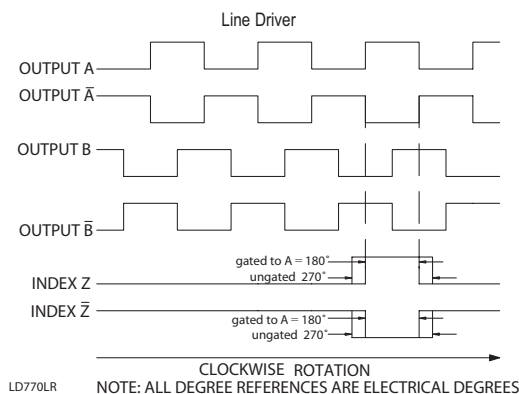 Line Driver
OUTPUT A
OUTPUT A̅
OUTPUT B
OUTPUT B̅
gated to A = 180°
ungated 270°
INDEX Z
INDEX Z̅
gated to A = 180°
ungated 270°
CLOCKWISE ROTATION
LD770LR NOTE: ALL DEGREE REFERENCES ARE ELECTRICAL DEGREES